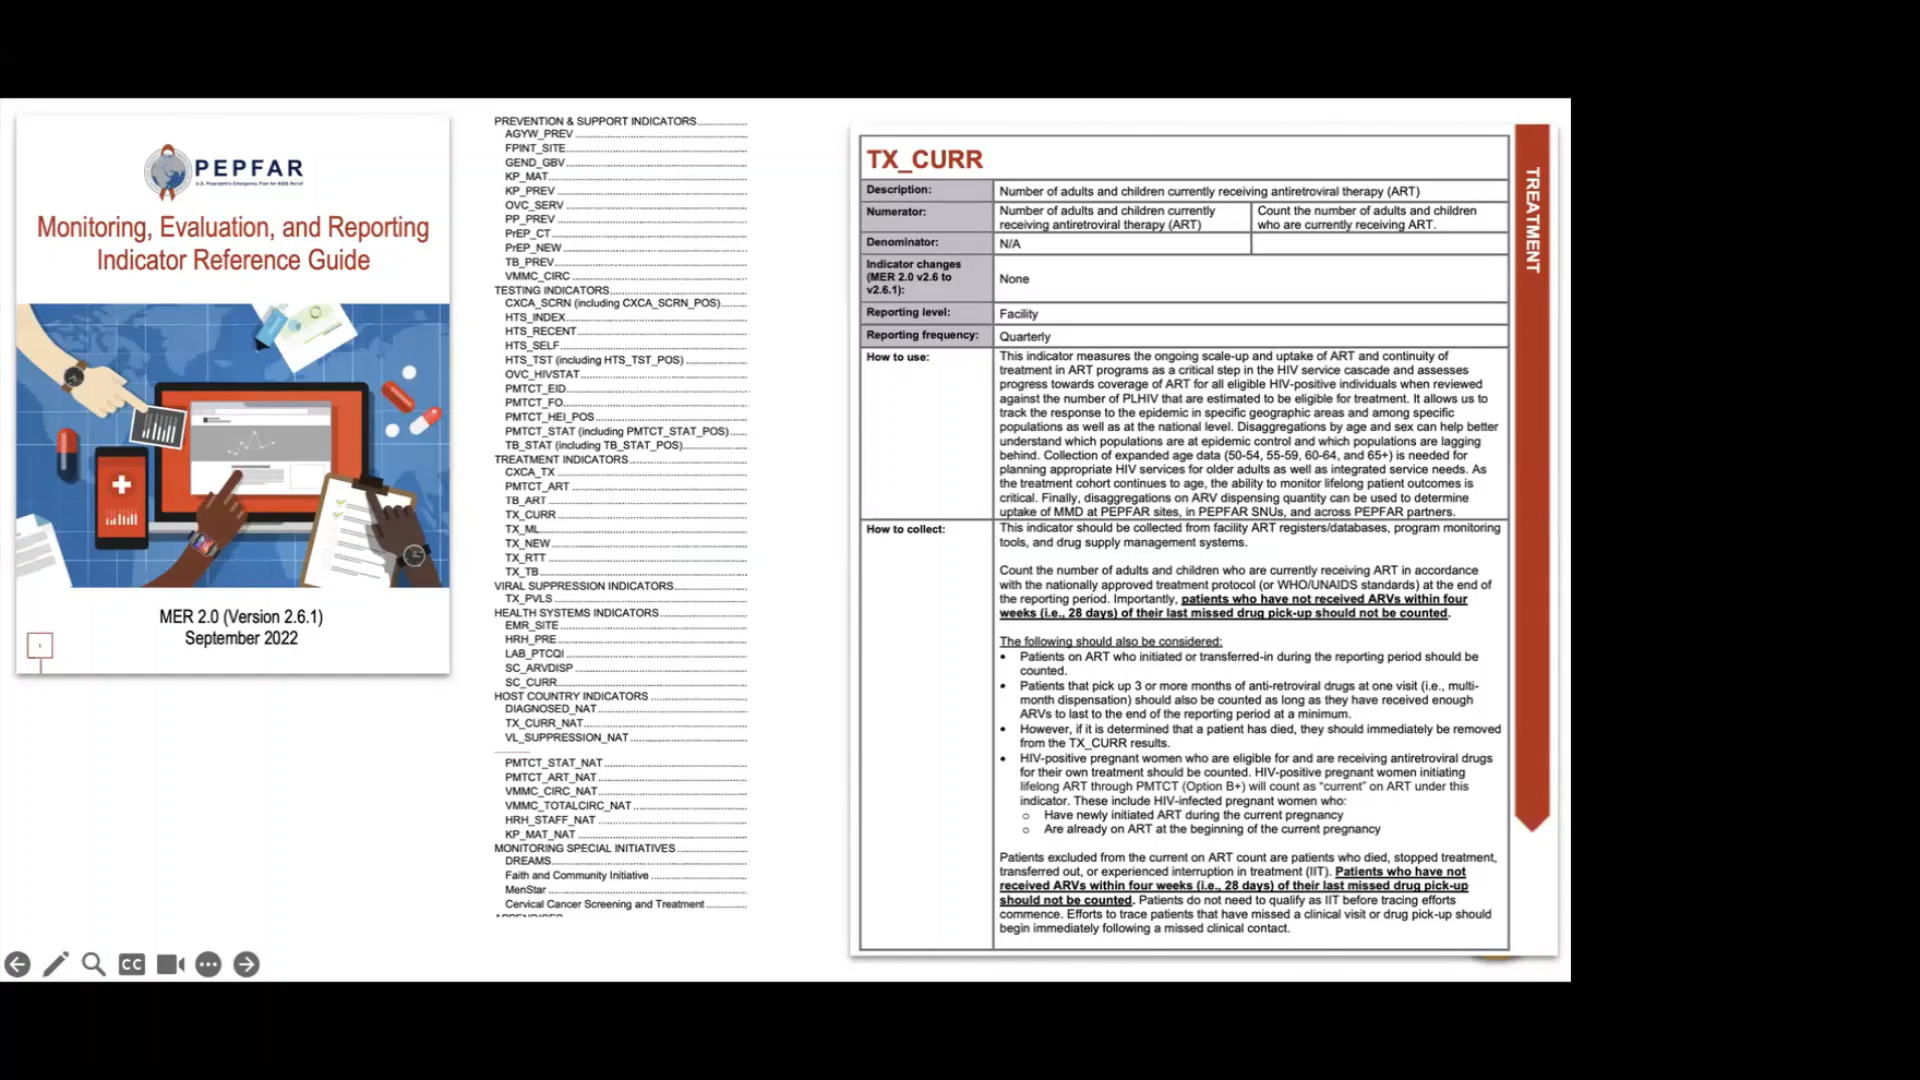 PEPFAR
U.S. President's Emergency Plan for AIDS Relief
Monitoring, Evaluation, and Reporting
Indicator Reference Guide
MER 2.0 (Version 2.6.1)
September 2022
1
PREVENTION & SUPPORT INDICATORS
AGYW_PREV
FPINT_SITE
GEND_GBV
KP_MAT
KP_PREV
OVC_SERV
PP_PREV
PrEP_CT
PrEP_NEW
TB_PREV
VMMC_CIRC
TESTING INDICATORS
CXCA_SCRN (including CXCA_SCRN_POS)
HTS_INDEX
HTS_RECENT
HTS_SELF
HTS_TST (including HTS_TST_POS)
OVC_HIVSTAT
PMTCT_EID
PMTCT_FO
PMTCT_HEI_POS
PMTCT_STAT (including PMTCT_STAT_POS)
TB_STAT (including TB_STAT_POS)
TREATMENT INDICATORS
CXCA_TX
PMTCT_ART
TB_ART
TX_CURR
TX_ML
TX_NEW
TX_RTT
TX_TB
VIRAL SUPPRESSION INDICATORS
TX_PVLS
HEALTH SYSTEMS INDICATORS
EMR_SITE
HRH_PRE
LAB_PTCQI
SC_ARVDISP
SC_CURR
HOST COUNTRY INDICATORS
DIAGNOSED_NAT
TX_CURR_NAT
VL_SUPPRESSION_NAT
PMTCT_STAT_NAT
PMTCT_ART_NAT
VMMC_CIRC_NAT
VMMC_TOTALCIRC_NAT
HRH_STAFF_NAT
KP_MAT_NAT
MONITORING SPECIAL INITIATIVES
DREAMS
Faith and Community Initiative
MenStar
Cervical Cancer Screening and Treatment
TX_CURR
Description: Number of adults and children currently receiving antiretroviral therapy (ART)
Numerator: Number of adults and children currently receiving antiretroviral therapy (ART) Count the number of adults and children who are currently receiving ART.
Denominator: N/A
Indicator changes (MER 2.0 v2.6 to v2.6.1): None
Reporting level: Facility
Reporting frequency: Quarterly
How to use: This indicator measures the ongoing scale-up and uptake of ART and continuity of
treatment in ART programs as a critical step in the HIV service cascade and assesses
progress towards coverage of ART for all eligible HIV-positive individuals when reviewed
against the number of PLHIV that are estimated to be eligible for treatment. It allows us to
track the response to the epidemic in specific geographic areas and among specific
populations as well as at the national level. Disaggregations by age and sex can help better
understand which populations are at epidemic control and which populations are lagging
behind. Collection of expanded age data (50-54, 55-59, 60-64, and 65+) is needed for
planning appropriate HIV services for older adults as well as integrated service needs. As
the treatment cohort continues to age, the ability to monitor lifelong patient outcomes is
critical. Finally, disaggregations on ARV dispensing quantity can be used to determine
uptake of MMD at PEPFAR sites, in PEPFAR SNUs, and across PEPFAR partners.
How to collect: This indicator should be collected from facility ART registers/databases, program monitoring
tools, and drug supply management systems.
Count the number of adults and children who are currently receiving ART in accordance
with the nationally approved treatment protocol (or WHO/UNAIDS standards) at the end of
the reporting period. Importantly, patients who have not received ARVs within four
weeks (i.e., 28 days) of their last missed drug pick-up should not be counted.
The following should also be considered:
• Patients on ART who initiated or transferred-in during the reporting period should be
counted.
• Patients that pick up 3 or more months of anti-retroviral drugs at one visit (i.e., multi-
month dispensation) should also be counted as long as they have received enough
ARVs to last to the end of the reporting period at a minimum.
• However, if it is determined that a patient has died, they should immediately be removed
from the TX_CURR results.
• HIV-positive pregnant women who are eligible for and are receiving antiretroviral drugs
for their own treatment should be counted. HIV-positive pregnant women initiating
lifelong ART through PMTCT (Option B+) will count as “current” on ART under this
indicator. These include HIV-infected pregnant women who:
o Have newly initiated ART during the current pregnancy
o Are already on ART at the beginning of the current pregnancy
Patients excluded from the current on ART count are patients who died, stopped treatment,
transferred out, or experienced interruption in treatment (IIT). Patients who have not
received ARVs within four weeks (i.e., 28 days) of their last missed drug pick-up
should not be counted. Patients do not need to qualify as IIT before tracing efforts
commence. Efforts to trace patients that have missed a clinical visit or drug pick-up should
begin immediately following a missed clinical contact.
TREATMENT
CC